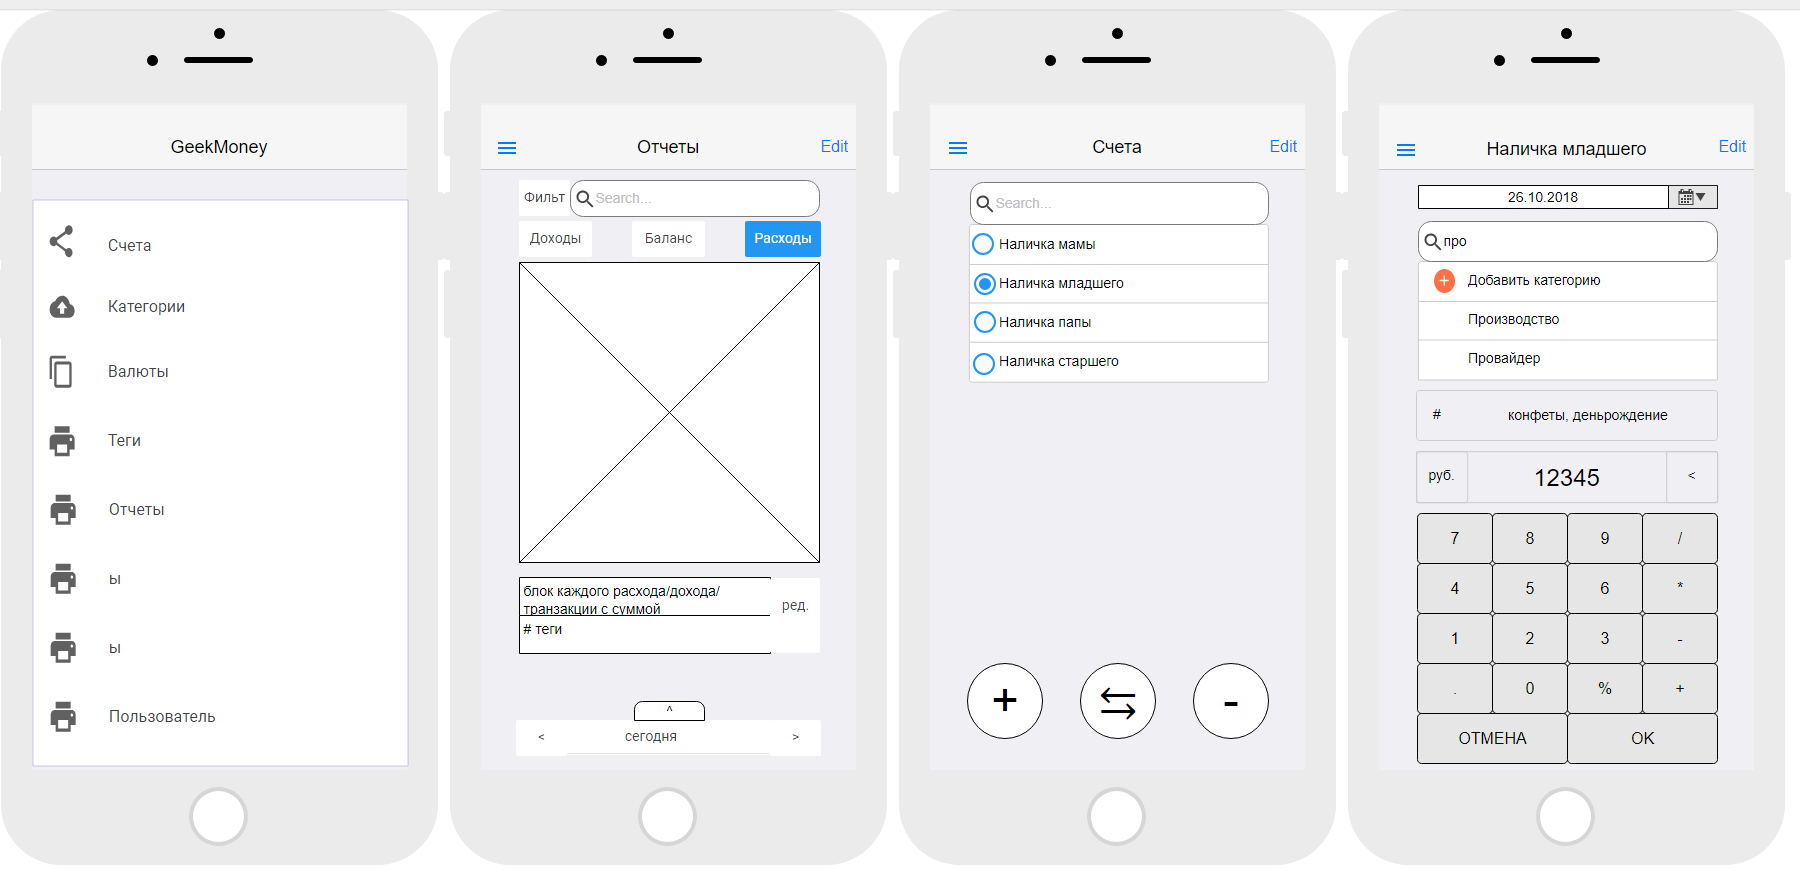 GeekMoney
Счета
Категории
Валюты
Теги
Отчеты
ы
ы
Пользователь
Отчеты
Edit
Фильт
Search...
Доходы
Баланс
Расходы
блок каждого расхода/дохода/
транзакции с суммой
# теги
ред.
^
<
сегодня
>
Счета
Edit
Search...
Наличка мамы
Наличка младшего
Наличка папы
Наличка старшего
+
-
Наличка младшего
Edit
26.10.2018
про
+ Добавить категорию
Производство
Провайдер
# конфеты, деньрождение
руб. 12345 <
7 8 9 /
4 5 6 *
1 2 3 -
. 0 % +
ОТМЕНА OK